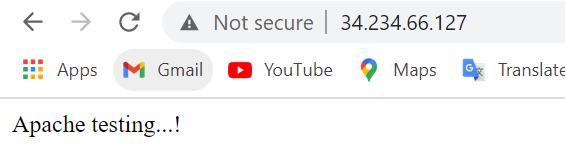 Not secure | 34.234.66.127
Apps Gmail YouTube Maps Translate
Apache testing...!